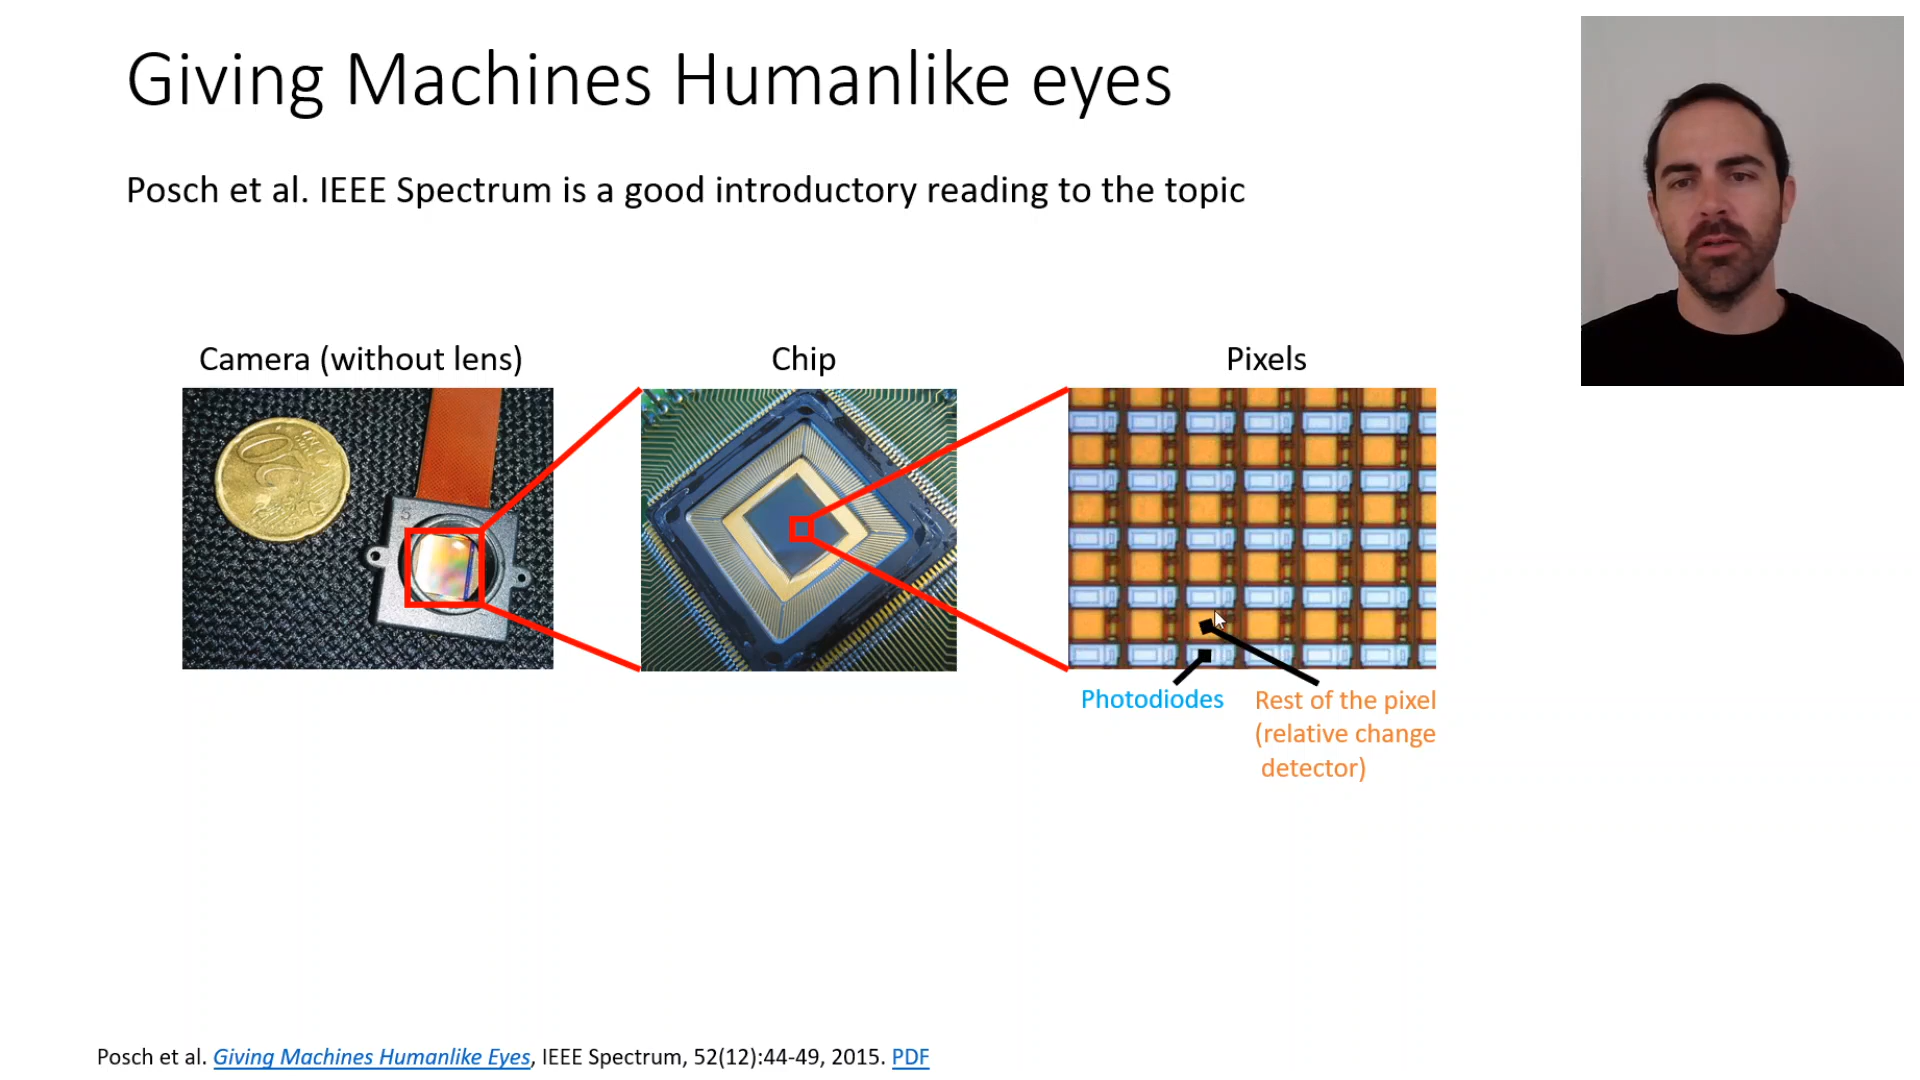 Giving Machines Humanlike eyes
Posch et al. IEEE Spectrum is a good introductory reading to the topic
Camera (without lens)
Chip
Pixels
20
5
Photodiodes
Rest of the pixel
(relative change
detector)
Posch et al. Giving Machines Humanlike Eyes, IEEE Spectrum, 52(12):44-49, 2015. PDF